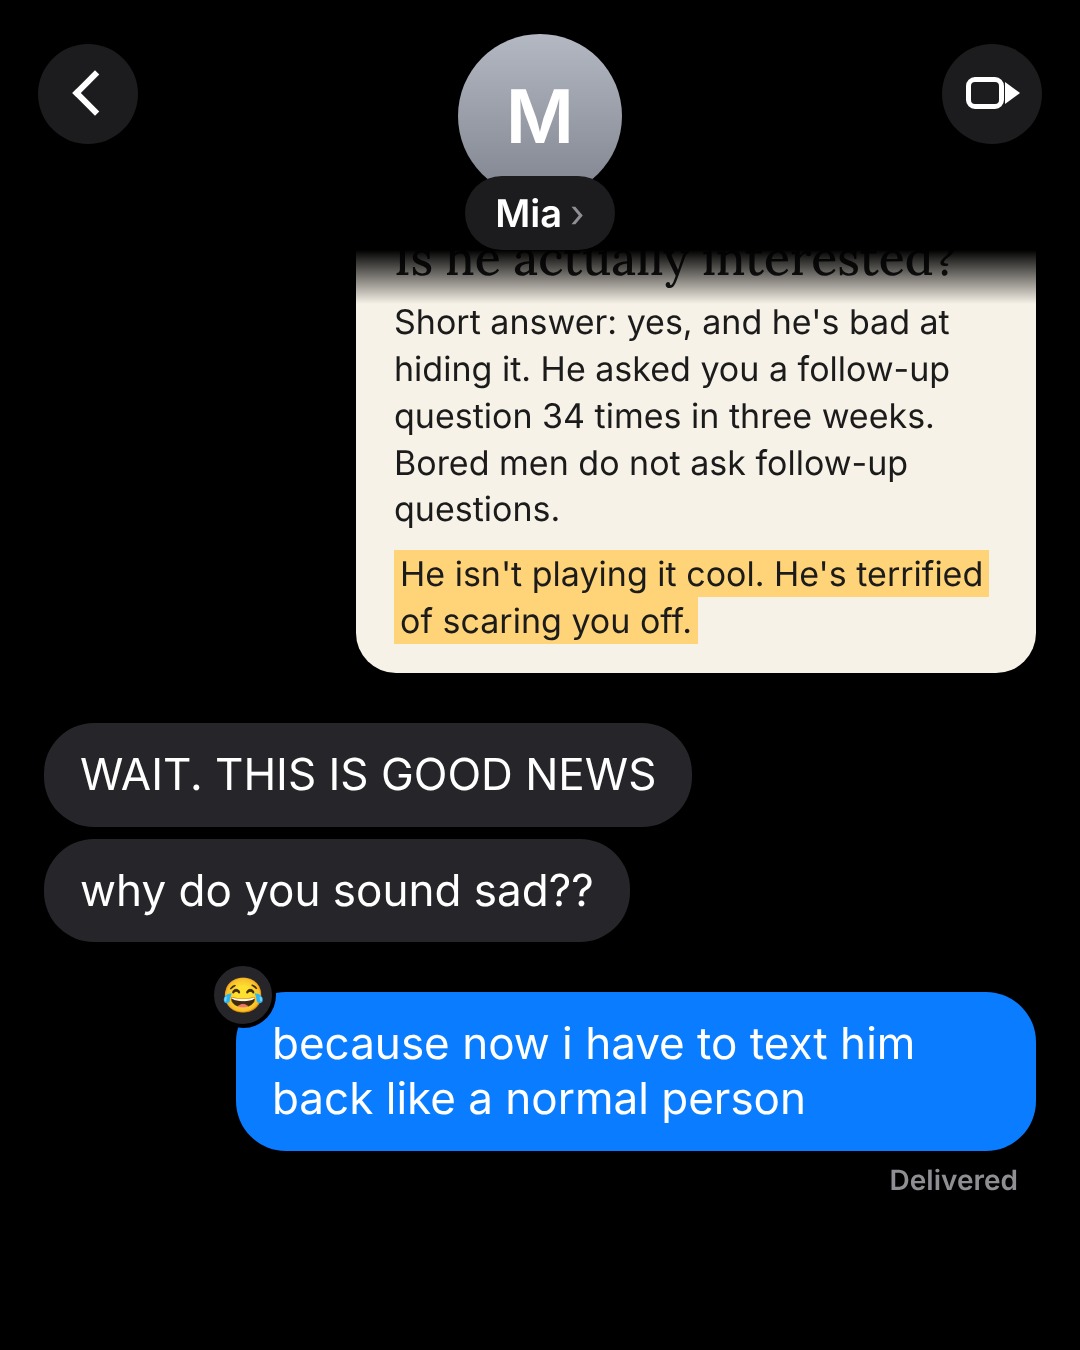 M
Mia ›
Is he actually interested?
Short answer: yes, and he's bad at
hiding it. He asked you a follow-up
question 34 times in three weeks.
Bored men do not ask follow-up
questions.
He isn't playing it cool. He's terrified
of scaring you off.
WAIT. THIS IS GOOD NEWS
why do you sound sad??
😂
because now i have to text him
back like a normal person
Delivered